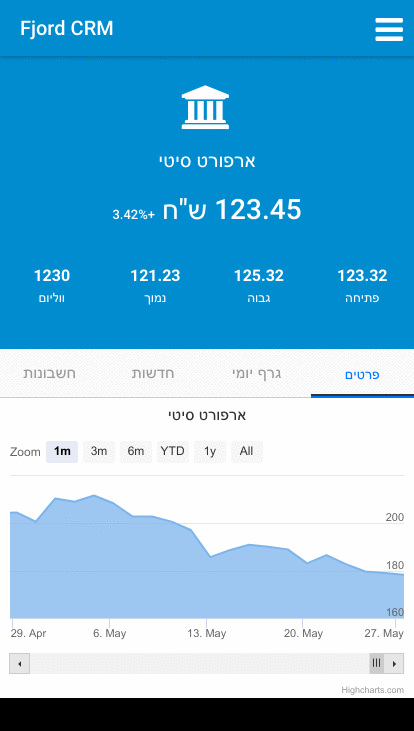 Fjord CRM
ארפורט סיטי
123.45 ש"ח +3.42%
123.32 125.32 121.23 1230
פתיחה גבוה נמוך ווליום
פרטים גרף יומי חדשות חשבונות
ארפורט סיטי
Zoom 1m 3m 6m YTD 1y All
200
180
160
29. Apr 6. May 13. May 20. May 27. May
Highcharts.com